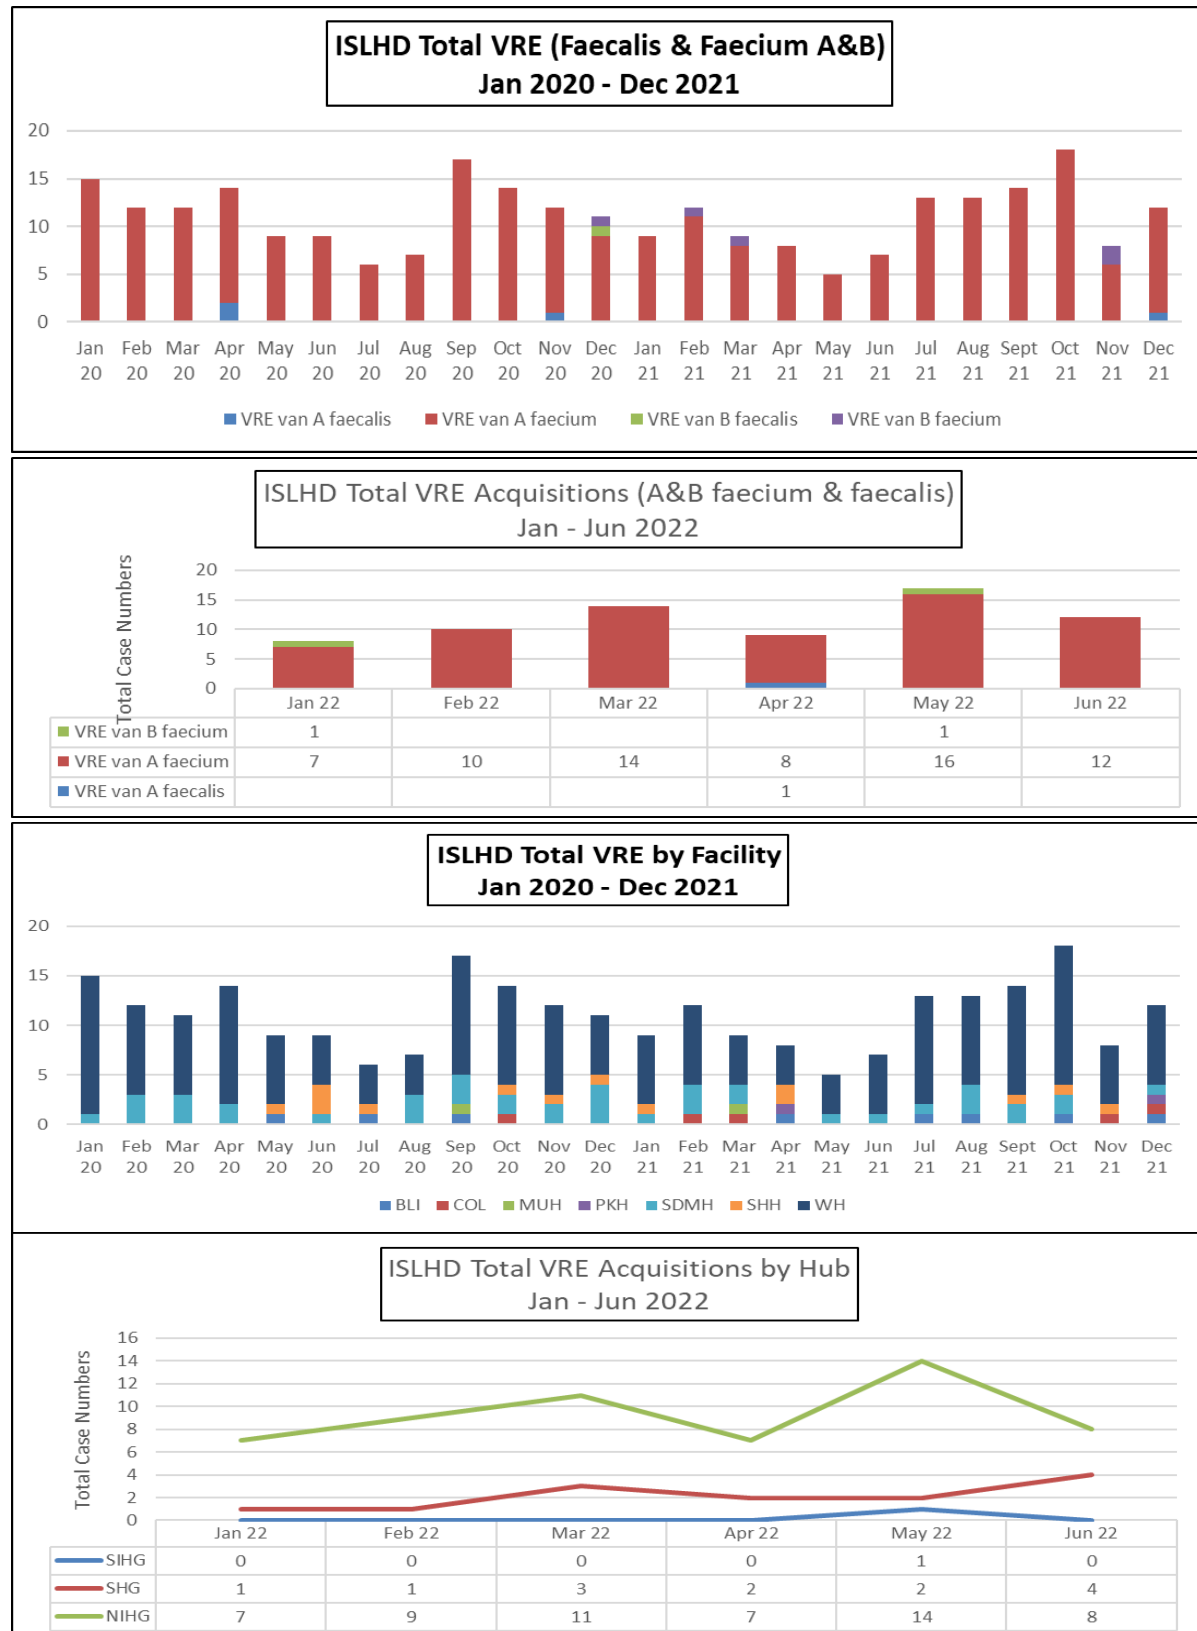 ISLHD Total VRE (Faecalis & Faecium A&B)
Jan 2020 - Dec 2021
20
15
10
5
0
Jan Feb Mar Apr May Jun Jul Aug Sep Oct Nov Dec Jan Feb Mar Apr May Jun Jul Aug Sept Oct Nov Dec
20 20 20 20 20 20 20 20 20 20 20 20 21 21 21 21 21 21 21 21 21 21 21 21
VRE van A faecalis VRE van A faecium VRE van B faecalis VRE van B faecium
ISLHD Total VRE Acquisitions (A&B faecium & faecalis)
Jan - Jun 2022
Total Case Numbers
20
15
10
5
0
Jan 22 Feb 22 Mar 22 Apr 22 May 22 Jun 22
VRE van B faecium 1 1
VRE van A faecium 7 10 14 8 16 12
VRE van A faecalis 1
ISLHD Total VRE by Facility
Jan 2020 - Dec 2021
20
15
10
5
0
Jan Feb Mar Apr May Jun Jul Aug Sep Oct Nov Dec Jan Feb Mar Apr May Jun Jul Aug Sept Oct Nov Dec
20 20 20 20 20 20 20 20 20 20 20 20 21 21 21 21 21 21 21 21 21 21 21 21
BLI COL MUH PKH SDMH SHH WH
ISLHD Total VRE Acquisitions by Hub
Jan - Jun 2022
Total Case Numbers
16
14
12
10
8
6
4
2
0
Jan 22 Feb 22 Mar 22 Apr 22 May 22 Jun 22
SIHG 0 0 0 0 1 0
SHG 1 1 3 2 2 4
NIHG 7 9 11 7 14 8